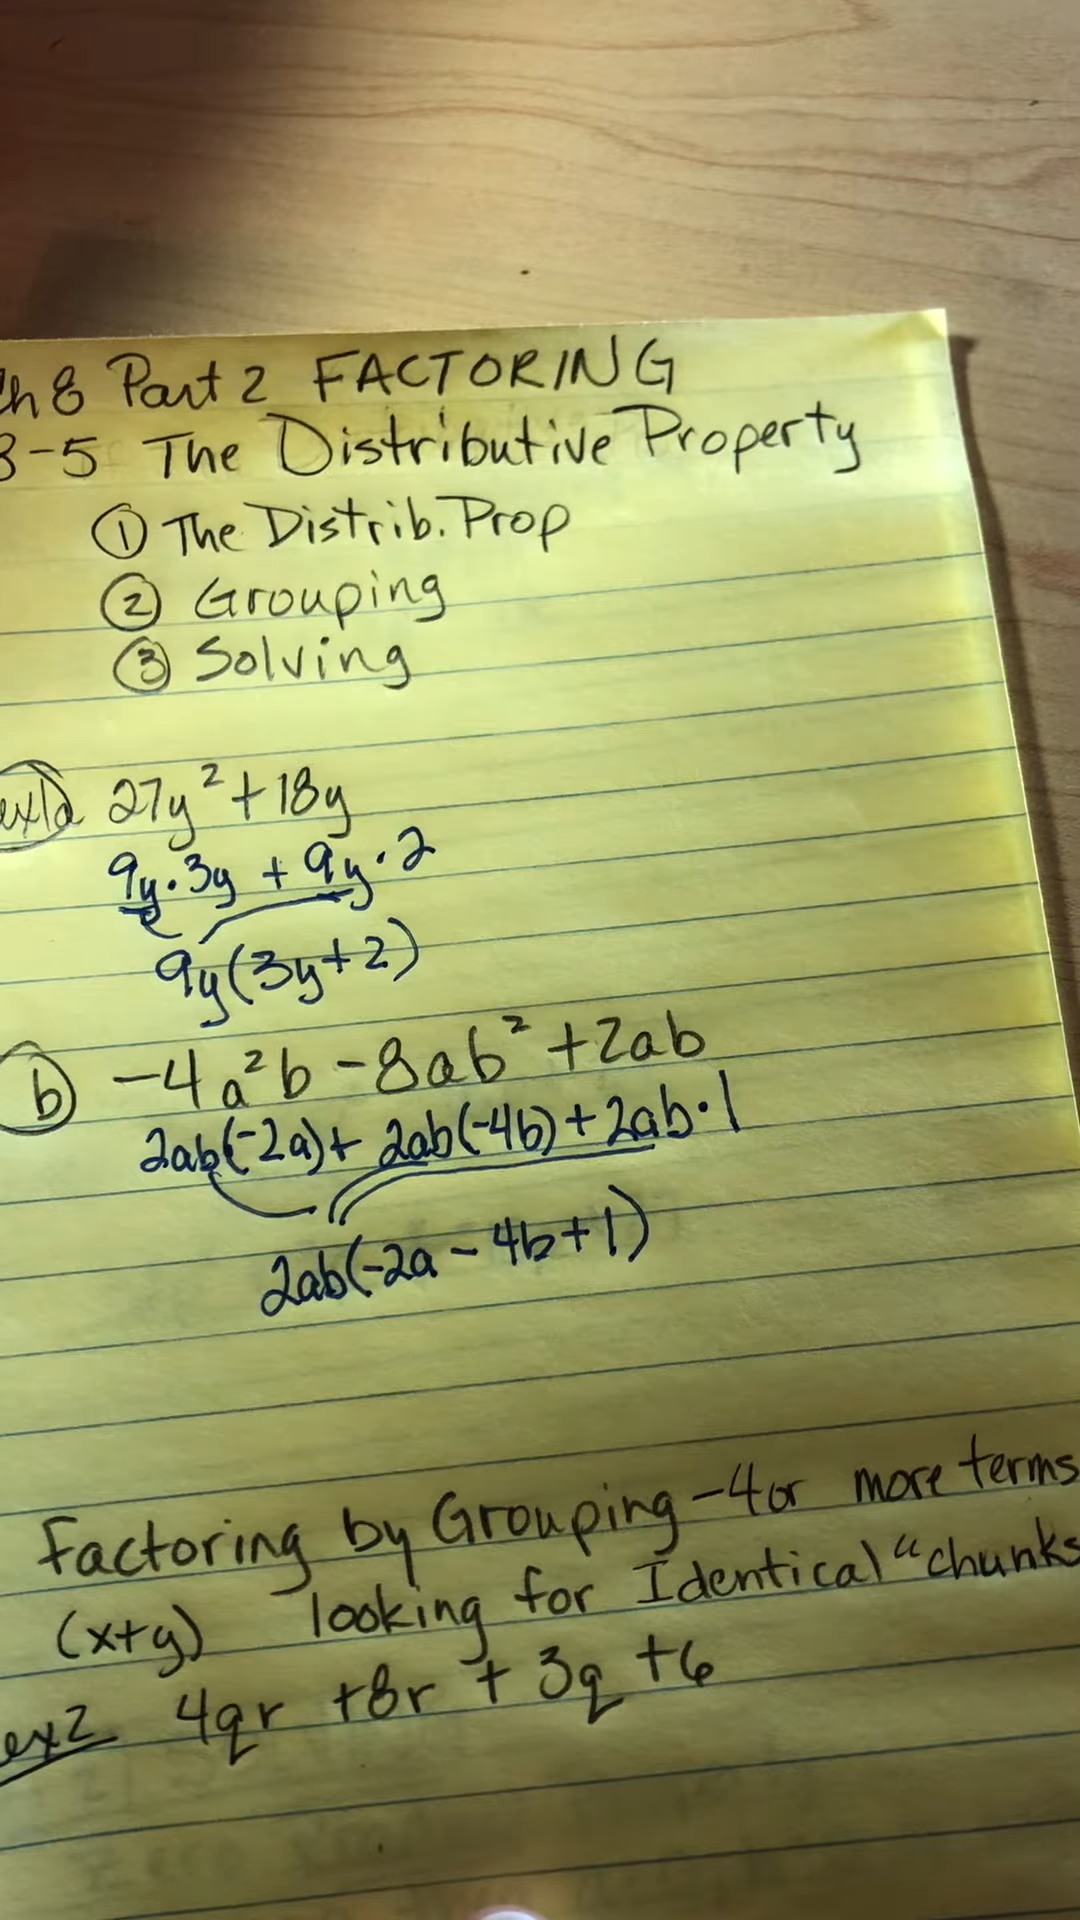 Ch 8 Part 2 FACTORING
8-5 The Distributive Property
① The Distrib. Prop
② Grouping
③ Solving
ex1a 27y² + 18y
9y · 3y + 9y · 2
9y(3y + 2)
b) -4a²b - 8ab² + 2ab
2ab(-2a) + 2ab(-4b) + 2ab · 1
2ab(-2a - 4b + 1)
Factoring by Grouping - 4 or more terms
(x+y) looking for Identical "chunks
ex2 4qr + 8r + 3q + 6